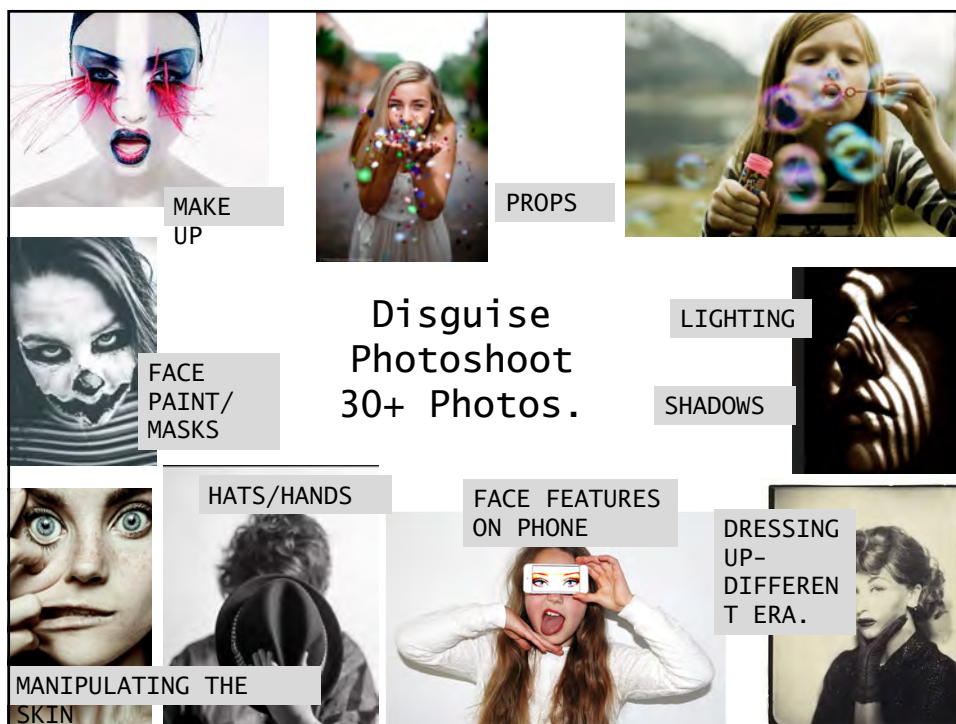 MAKE
UP
PROPS
Disguise
Photoshoot
30+ Photos.
LIGHTING
FACE
PAINT/
MASKS
SHADOWS
HATS/HANDS
FACE FEATURES
ON PHONE
DRESSING
UP–
DIFFEREN
T ERA.
MANIPULATING THE
SKIN